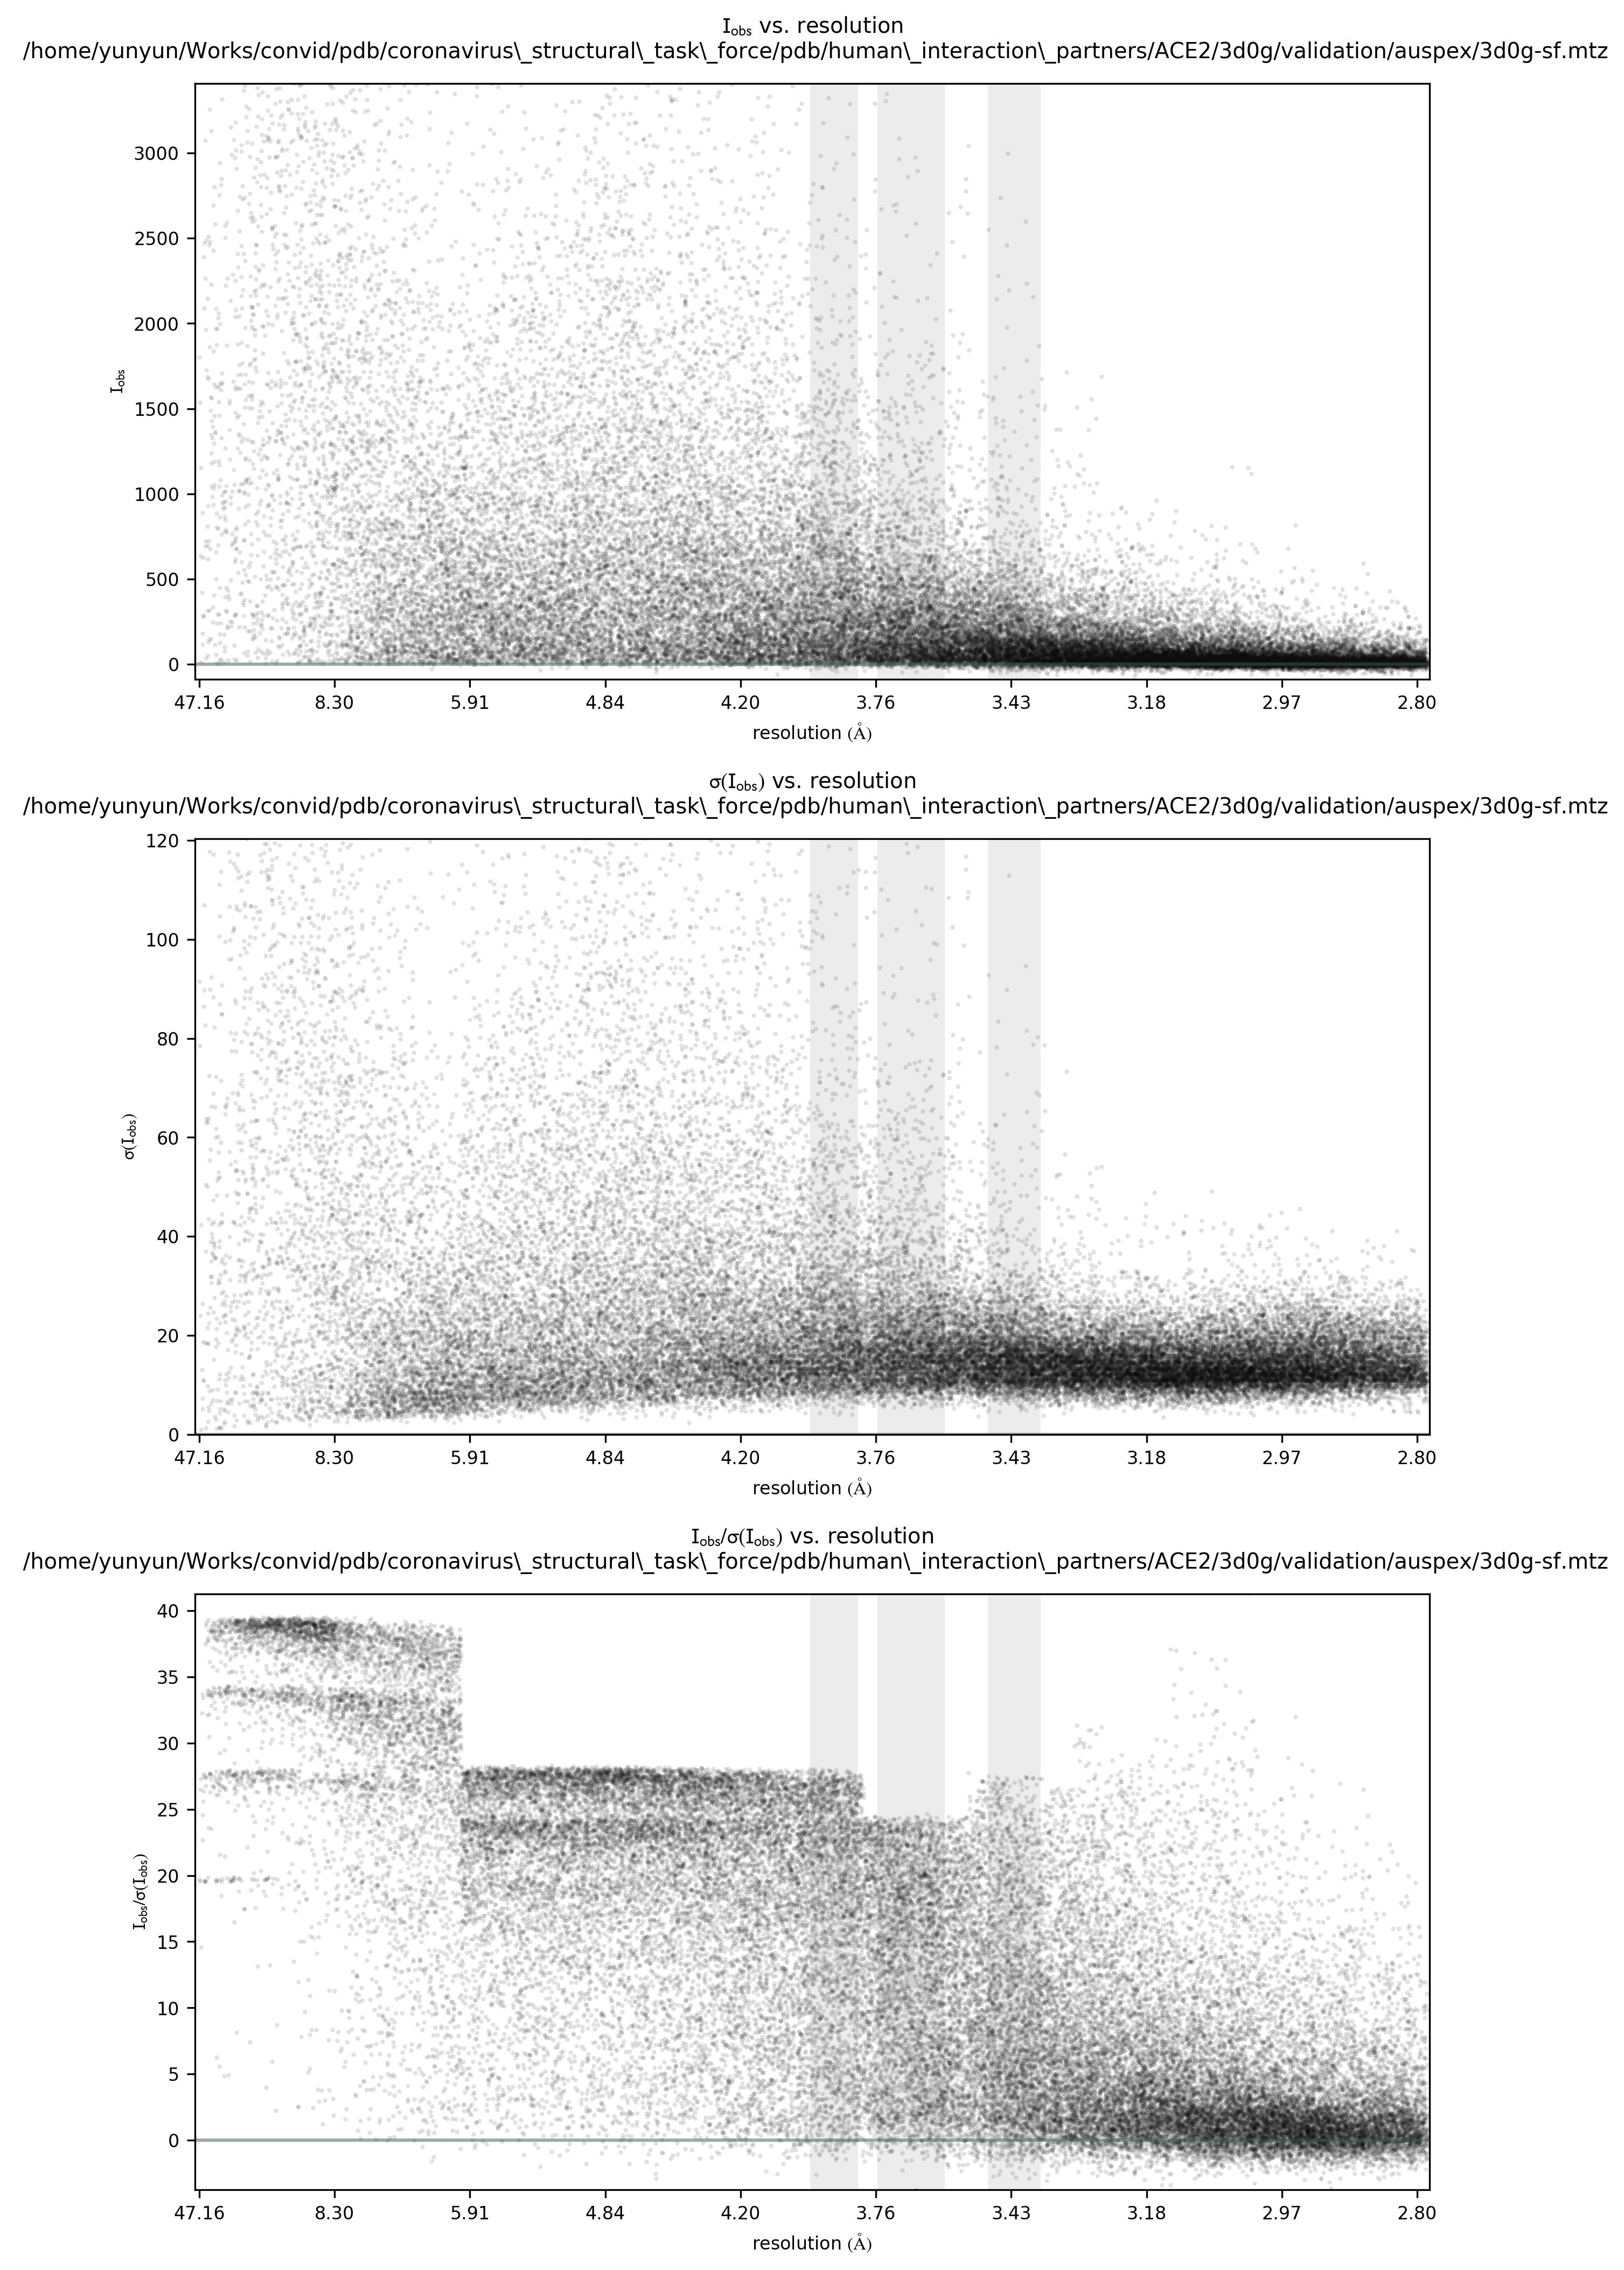 I_obs vs. resolution
/home/yunyun/Works/convid/pdb/coronavirus\_structural\_task\_force/pdb/human\_interaction\_partners/ACE2/3d0g/validation/auspex/3d0g-sf.mtz
3000
2500
2000
1500
1000
500
0
I_obs
47.16 8.30 5.91 4.84 4.20 3.76 3.43 3.18 2.97 2.80
resolution (Å)
σ(I_obs) vs. resolution
/home/yunyun/Works/convid/pdb/coronavirus\_structural\_task\_force/pdb/human\_interaction\_partners/ACE2/3d0g/validation/auspex/3d0g-sf.mtz
120
100
80
60
40
20
0
σ(I_obs)
47.16 8.30 5.91 4.84 4.20 3.76 3.43 3.18 2.97 2.80
resolution (Å)
I_obs/σ(I_obs) vs. resolution
/home/yunyun/Works/convid/pdb/coronavirus\_structural\_task\_force/pdb/human\_interaction\_partners/ACE2/3d0g/validation/auspex/3d0g-sf.mtz
40
35
30
25
20
15
10
5
0
I_obs/σ(I_obs)
47.16 8.30 5.91 4.84 4.20 3.76 3.43 3.18 2.97 2.80
resolution (Å)